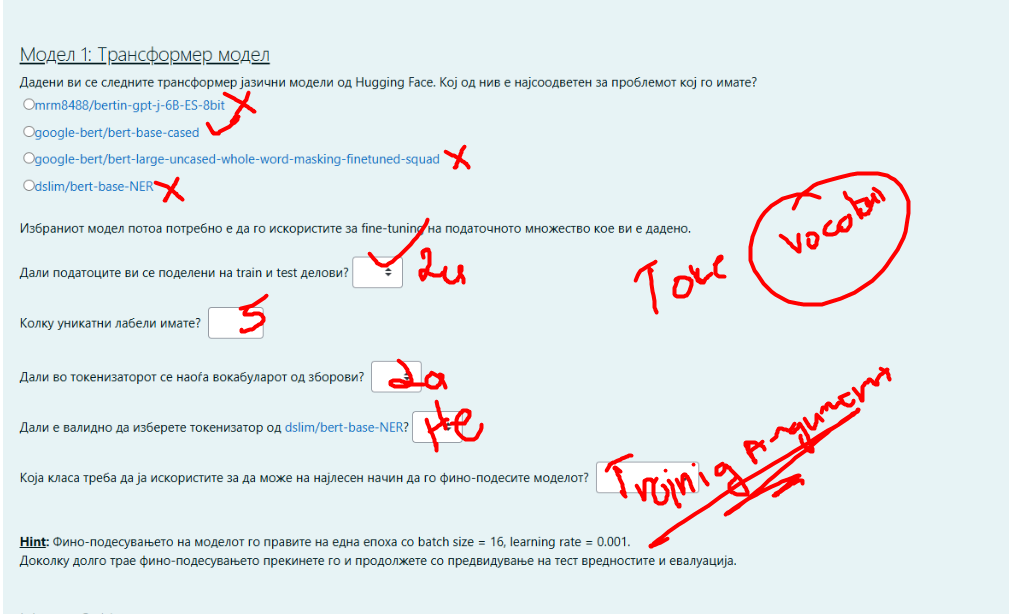 Модел 1: Трансформер модел
Дадени ви се следните трансформер јазични модели од Hugging Face. Кој од нив е најсоодветен за проблемот кој го имате?
mrm8488/bertin-gpt-j-6B-ES-8bit
google-bert/bert-base-cased
google-bert/bert-large-uncased-whole-word-masking-finetuned-squad
dslim/bert-base-NER
Избраниот модел потоа потребно е да го искористите за fine-tuning на податочното множество кое ви е дадено.
Дали податоците ви се поделени на train и test делови?
Колку уникатни лабели имате? 5
Дали во токенизаторот се наоѓа вокабуларот од зборови? Да
Дали е валидно да изберете токенизатор од dslim/bert-base-NER? Не
Која класа треба да ја искористите за да може на најлесен начин да го фино-подесите моделот?
Hint: Фино-подесувањето на моделот го правите на една епоха со batch size = 16, learning rate = 0.001.
Доколку долго трае фино-подесувањето прекинете го и продолжете со предвидување на тест вредностите и евалуација.